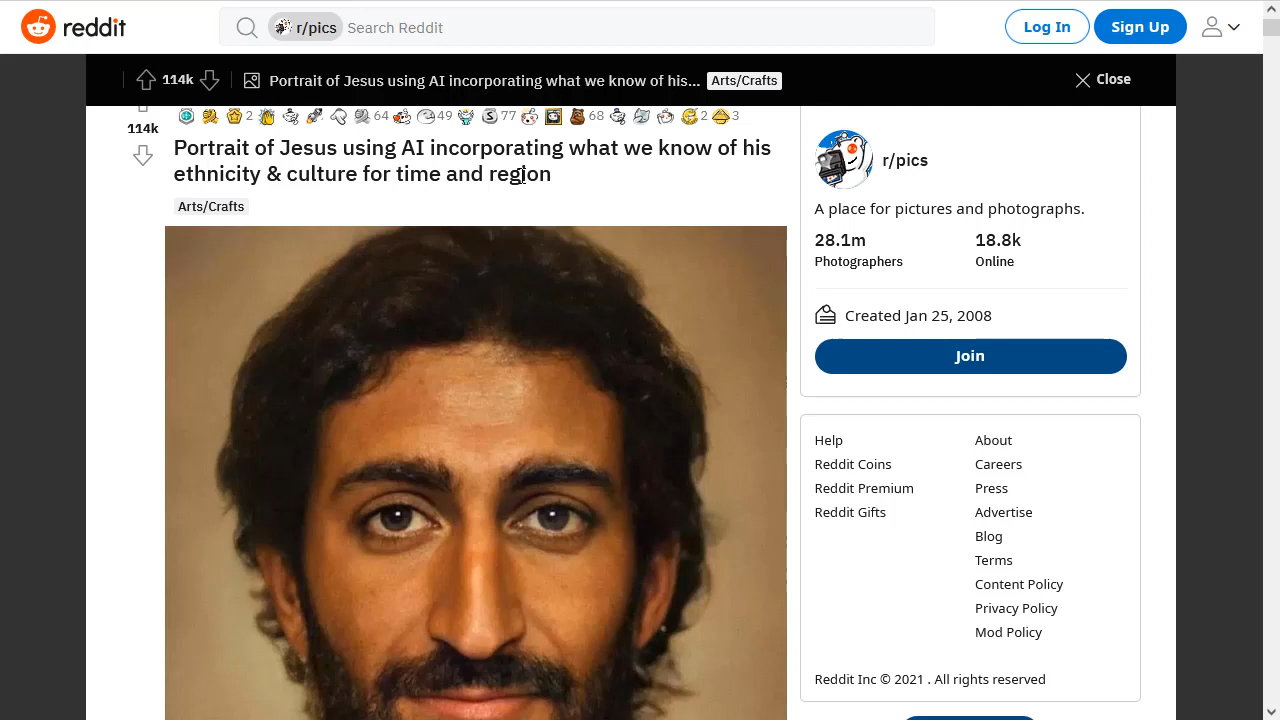 reddit
r/pics
Search Reddit
Log In
Sign Up
114k
Portrait of Jesus using AI incorporating what we know of his...
Arts/Crafts
Close
2
64
49
77
68
2
3
114k
Portrait of Jesus using AI incorporating what we know of his
ethnicity & culture for time and region
Arts/Crafts
r/pics
A place for pictures and photographs.
28.1m
18.8k
Photographers
Online
Created Jan 25, 2008
Join
Help
About
Reddit Coins
Careers
Reddit Premium
Press
Reddit Gifts
Advertise
Blog
Terms
Content Policy
Privacy Policy
Mod Policy
Reddit Inc © 2021 . All rights reserved